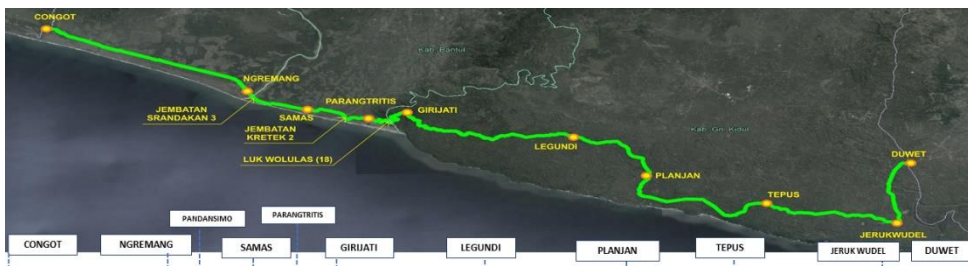 CONGOT
NGREMANG
JEMBATAN
SRANDAKAN 3
SAMAS
PARANGTRITIS
JEMBATAN
KRETEK 2
GIRIJATI
LUK WOLULAS (18)
Kab. Bantul
LEGUNDI
Kab. Gn. Kidul
PLANJAN
TEPUS
DUWET
JERUKWUDEL
CONGOT
NGREMANG
PANDANSIMO
SAMAS
PARANGTRITIS
GIRIJATI
LEGUNDI
PLANJAN
TEPUS
JERUK WUDEL
DUWET